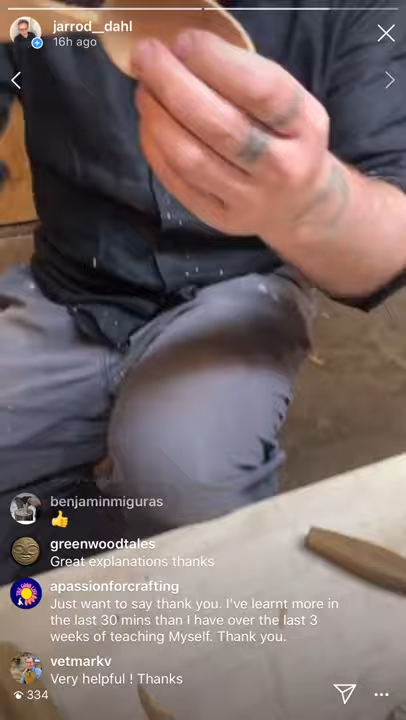 jarrod__dahl
16h ago
benjaminmiguras
👍
greenwoodtales
Great explanations thanks
apassionforcrafting
Just want to say thank you. I've learnt more in
the last 30 mins than I have over the last 3
weeks of teaching Myself. Thank you.
vetmarkv
Very helpful ! Thanks
334